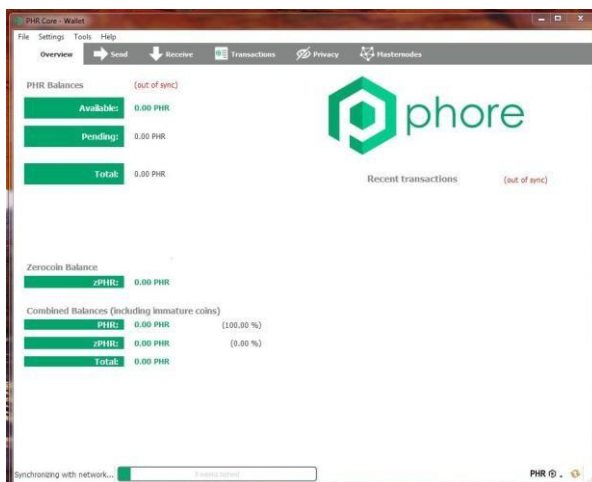 PHR Core - Wallet
File Settings Tools Help
Overview Send Receive Transactions Privacy Masternodes
PHR Balances (out of sync)
Available: 0.00 PHR
Pending: 0.00 PHR
Total: 0.00 PHR
phore
Recent transactions (out of sync)
Zerocoin Balance
zPHR: 0.00 PHR
Combined Balances (including immature coins)
PHR: 0.00 PHR (100.00 %)
zPHR: 0.00 PHR (0.00 %)
Total: 0.00 PHR
Synchronizing with network...
PHR